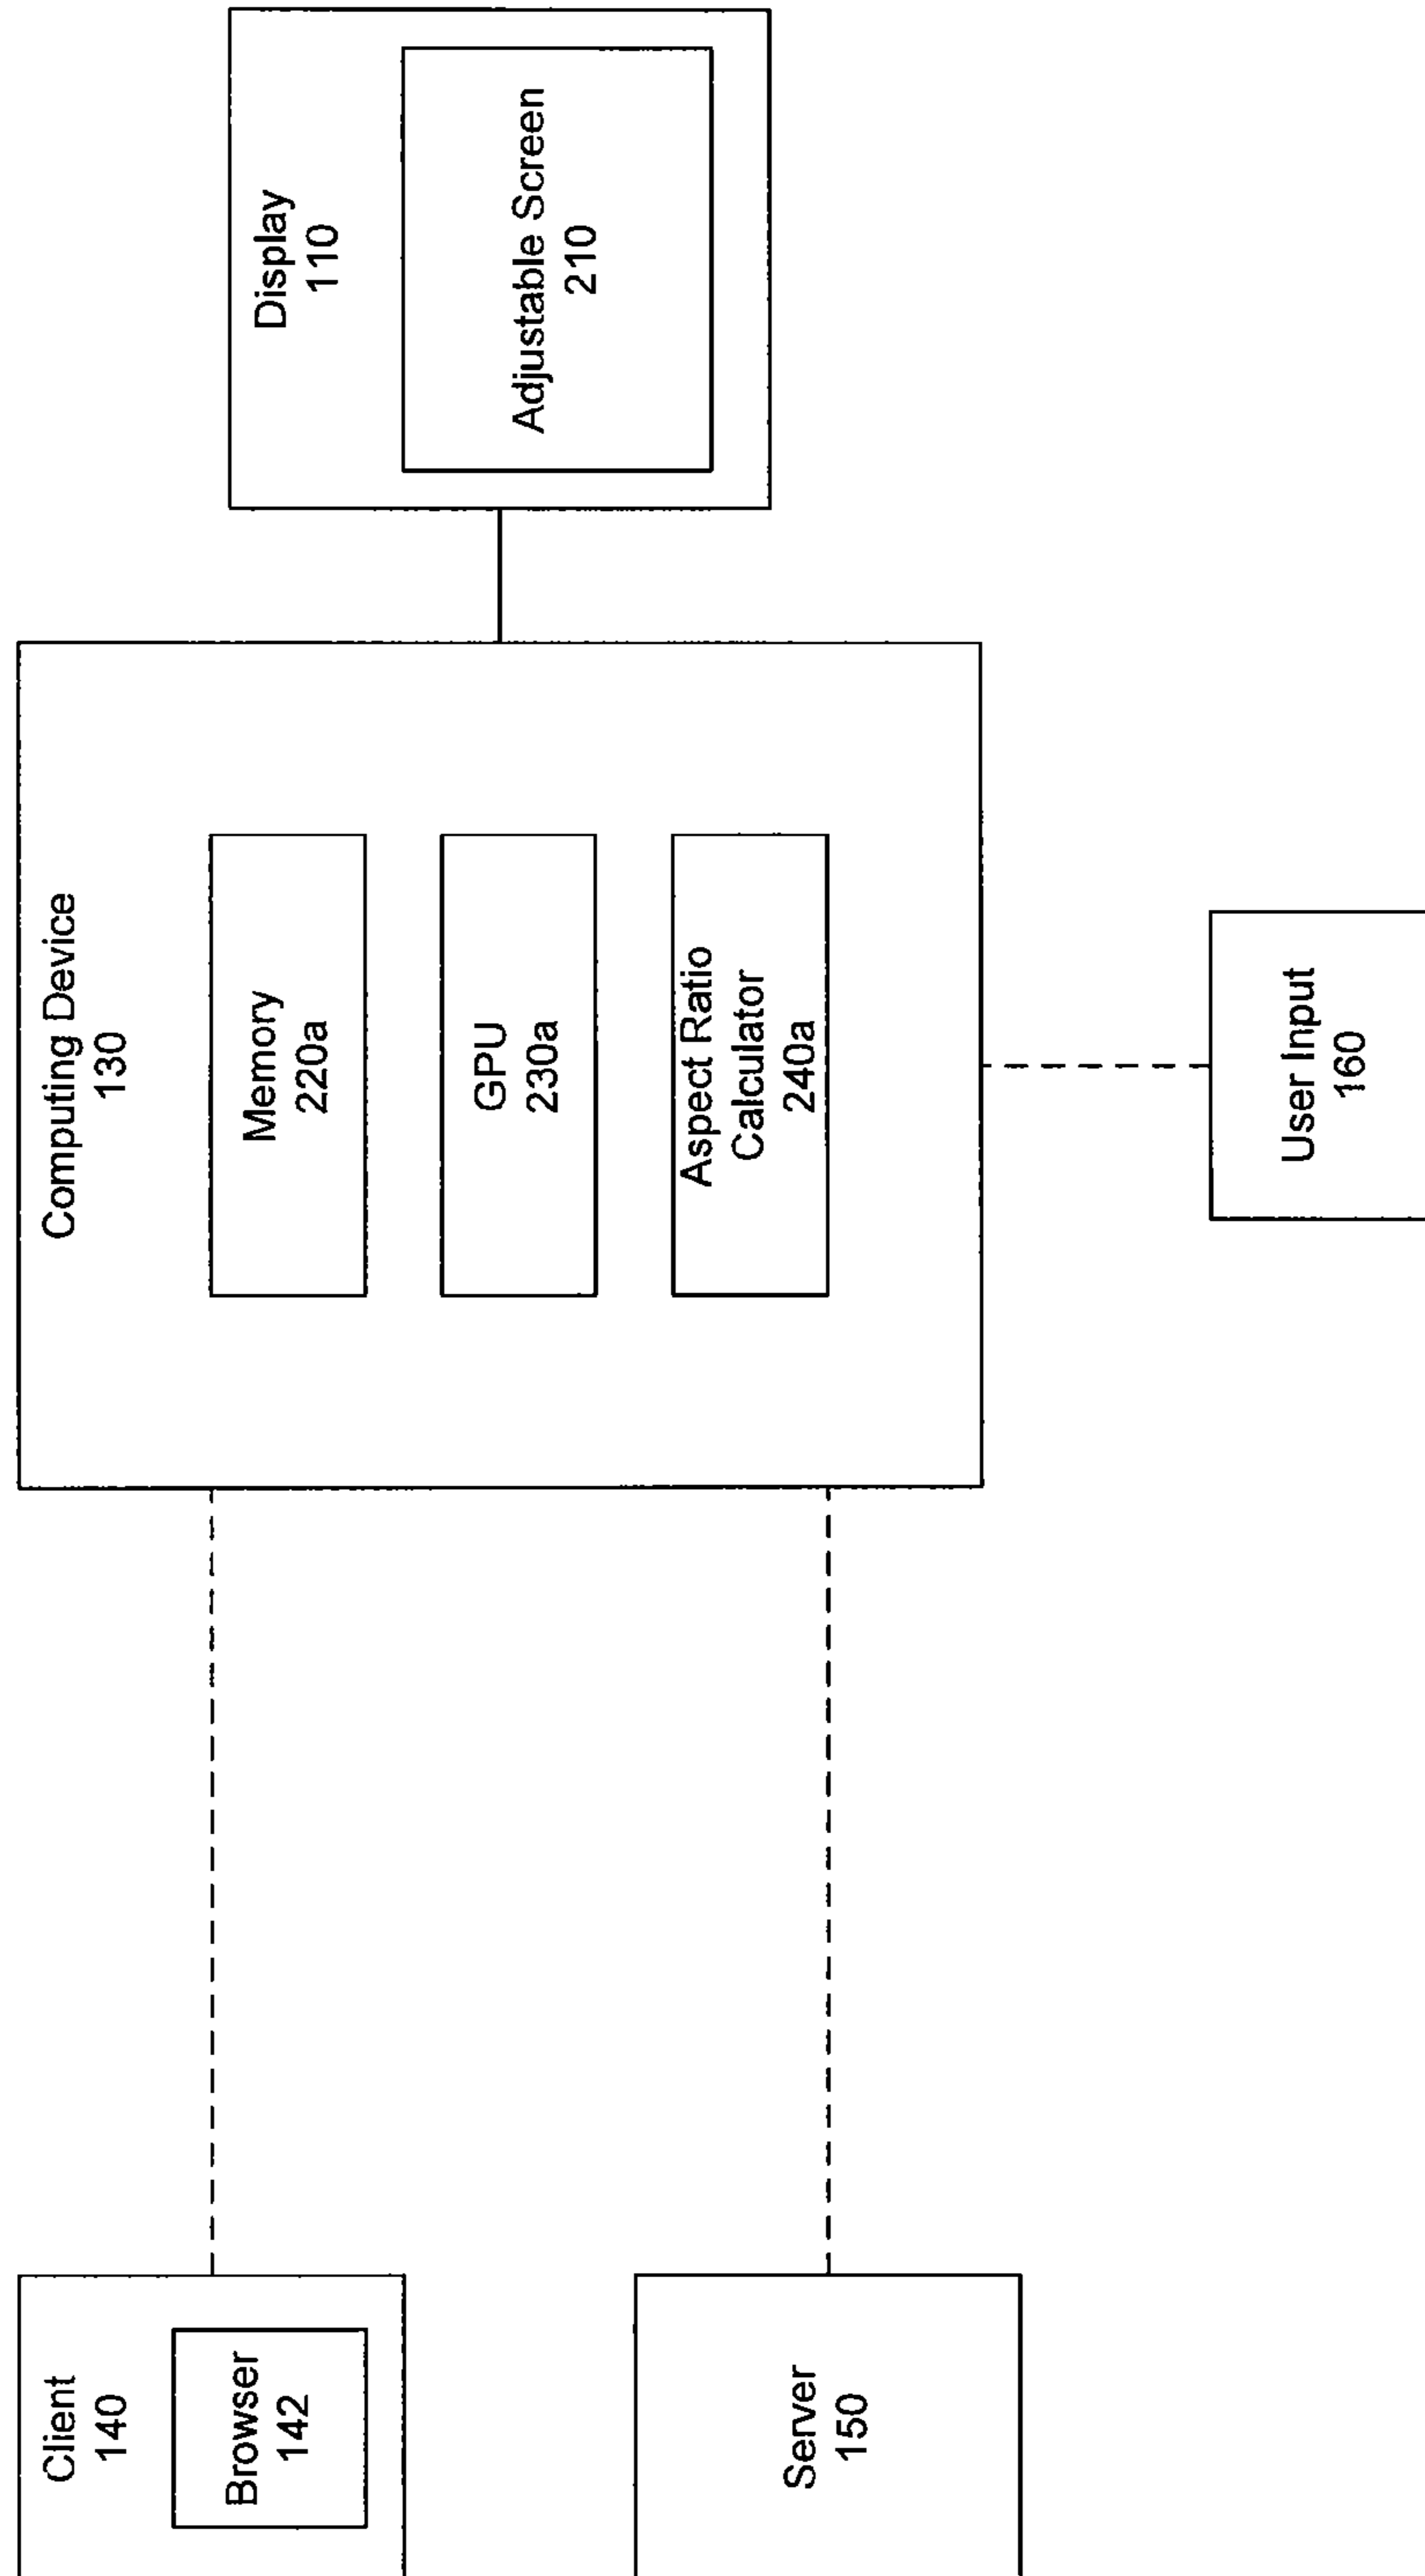 Client
140
Browser
142
Server
150
Computing Device
130
Memory
220a
GPU
230a
Aspect Ratio
Calculator
240a
User Input
160
Display
110
Adjustable Screen
210